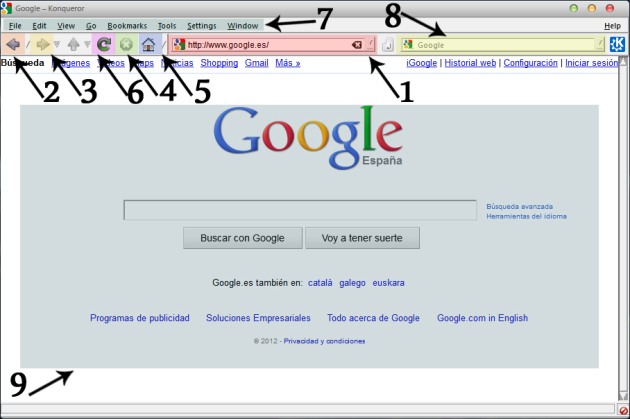 Google – Konqueror
7
8
File Edit View Go Bookmarks Tools Settings Window Help
http://www.google.es/ Google
Búsqueda Imágenes Vídeos Maps Noticias Shopping Gmail Más » iGoogle | Historial web | Configuración | Iniciar sesión
2 3 6 4 5 1
Google
España
Búsqueda avanzada
Herramientas del idioma
Buscar con Google Voy a tener suerte
Google.es también en: català galego euskara
Programas de publicidad Soluciones Empresariales Todo acerca de Google Google.com in English
© 2012 - Privacidad y condiciones
9